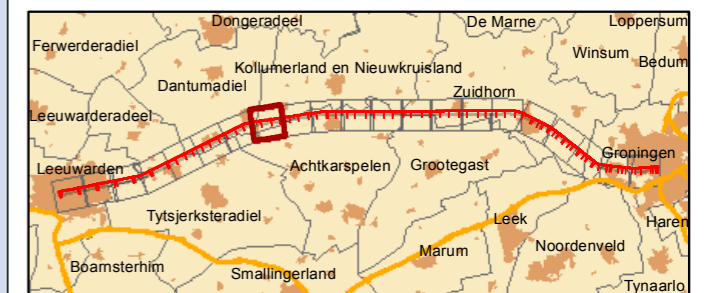 Dongeradeel
De Marne
Loppersum
Ferwerderadiel
Winsum
Bedum
Kollumerland en Nieuwkruisland
Dantumadiel
Zuidhorn
Leeuwarderadeel
Groningen
Leeuwarden
Achtkarspelen
Grootegast
Tytsjerksteradiel
Leek
Haren
Noordenveld
Marum
Boarnsterhim
Smallingerland
Tynaarlo